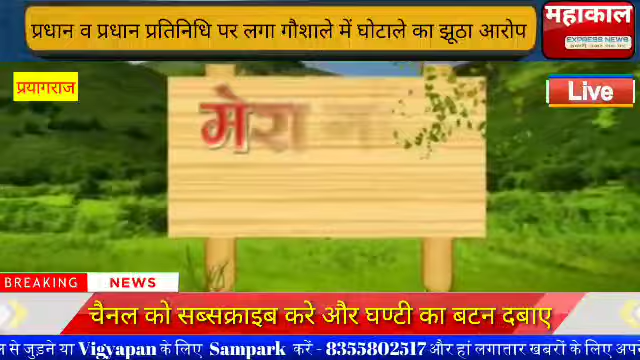 प्रधान व प्रधान प्रतिनिधि पर लगा गौशाले में घोटाले का झूठा आरोप
महाकाल
EXPRESS NEWS
प्रयागराज
Live
मेरा
BREAKING NEWS
चैनल को सब्सक्राइब करे और घण्टी का बटन दबाए
ल से जुड़ने या Vigyapan के लिए Sampark करें - 8355802517 और हां लगातार खबरों के लिए अप